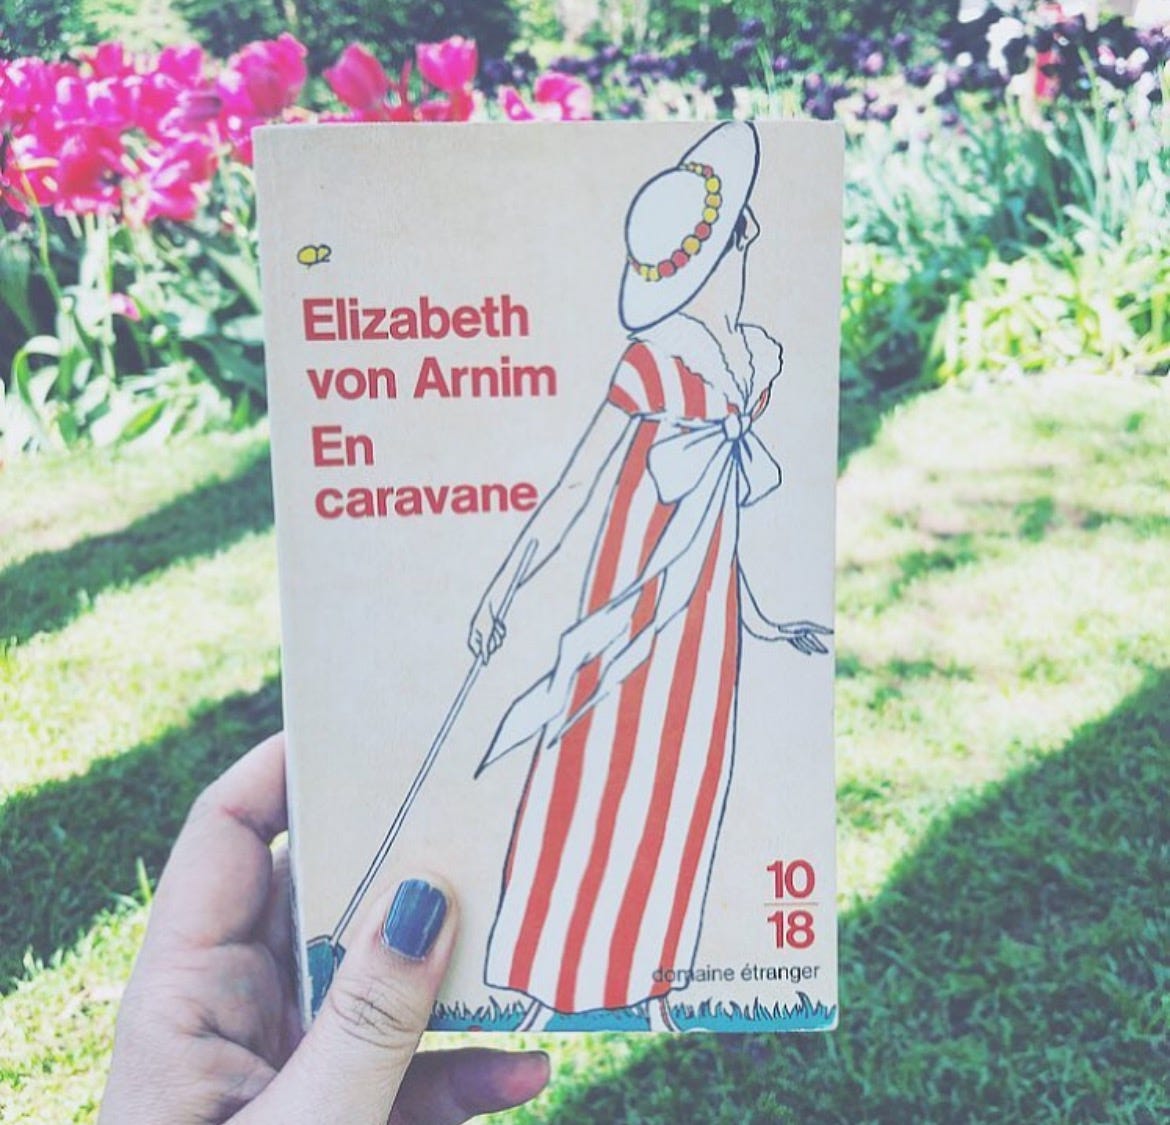 Elizabeth
von Arnim
En
caravane
10
18
domaine étranger